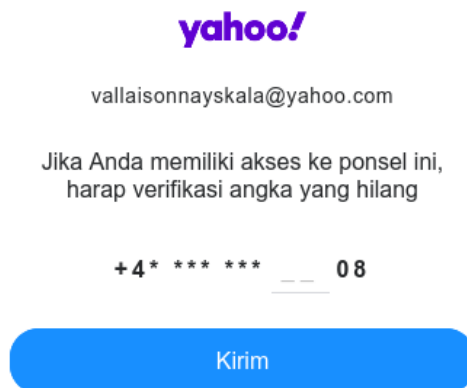 yahoo!
vallaisonnayskala@yahoo.com
Jika Anda memiliki akses ke ponsel ini,
harap verifikasi angka yang hilang
+4* *** *** __ 08
Kirim